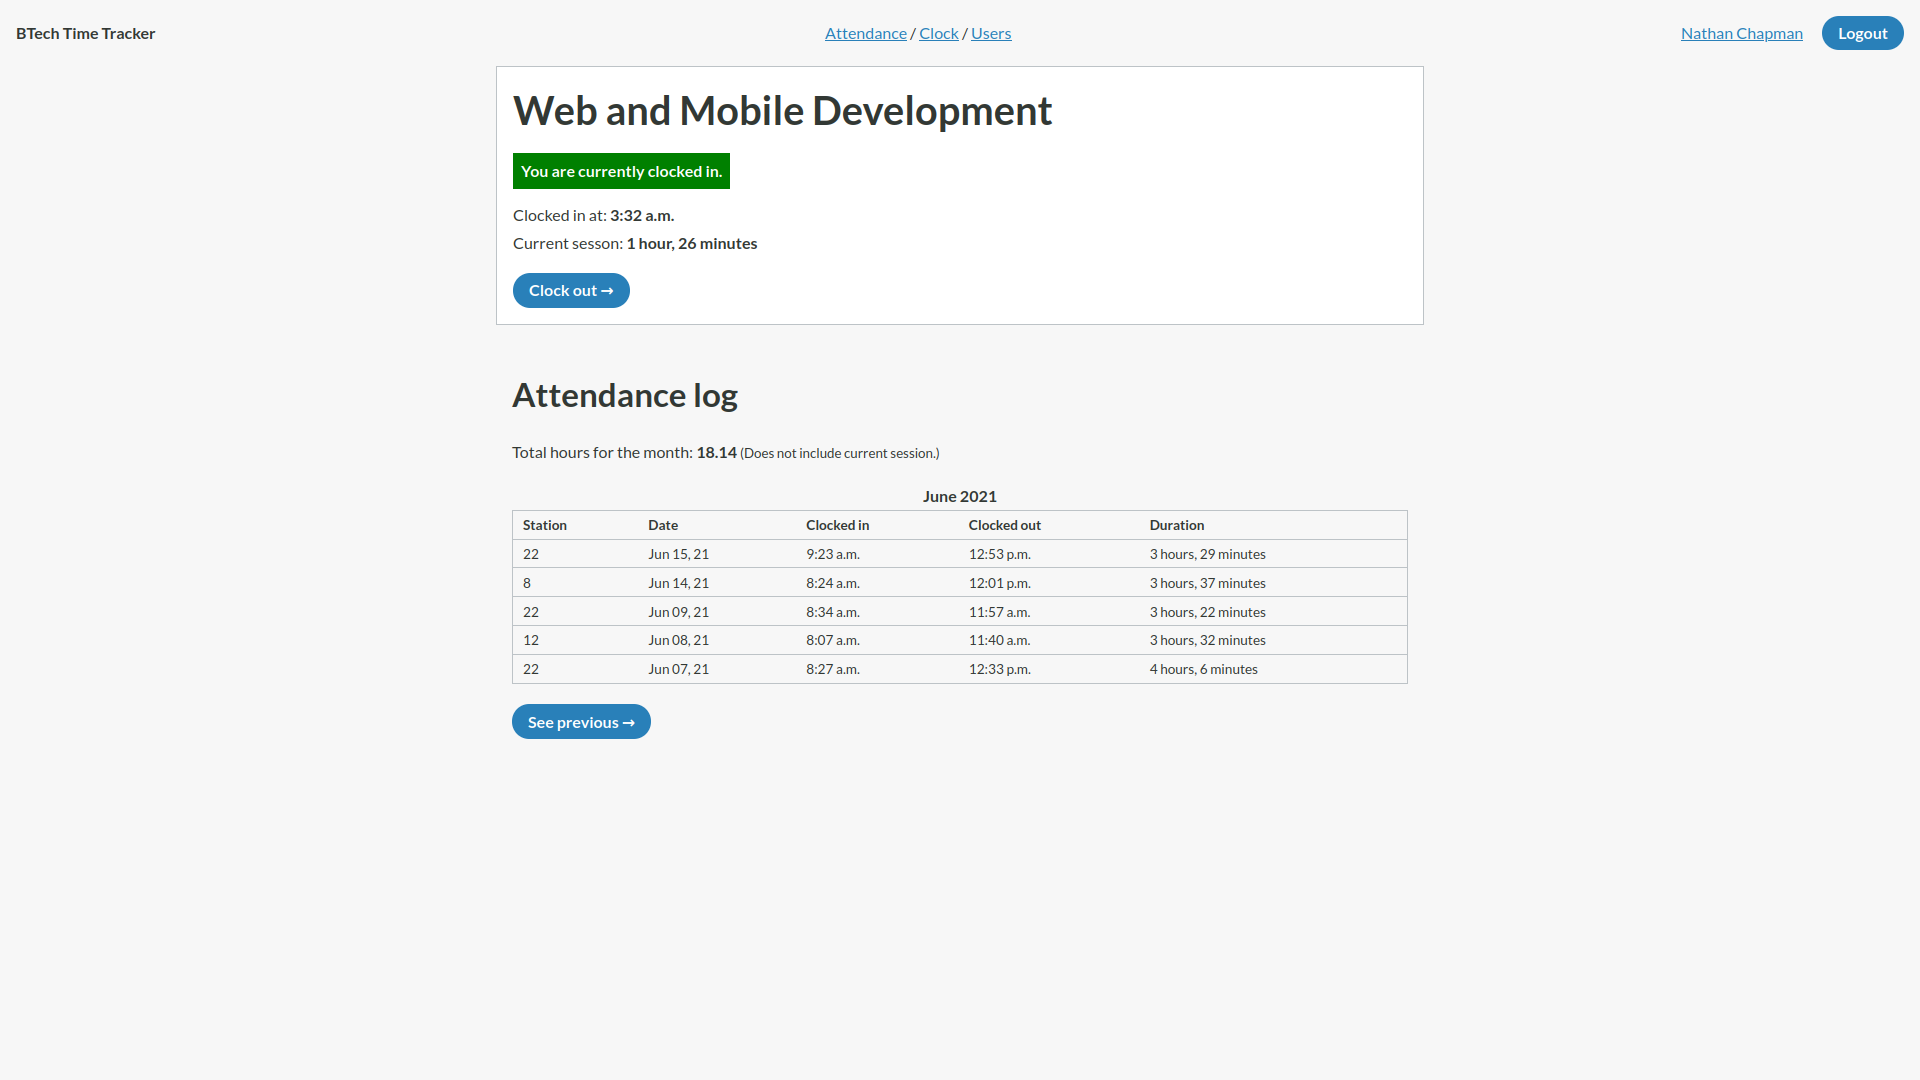 BTech Time Tracker
Attendance / Clock / Users
Nathan Chapman
Logout
Web and Mobile Development
You are currently clocked in.
Clocked in at: 3:32 a.m.
Current sesson: 1 hour, 26 minutes
Clock out →
Attendance log
Total hours for the month: 18.14 (Does not include current session.)
June 2021
Station Date Clocked in Clocked out Duration
22 Jun 15, 21 9:23 a.m. 12:53 p.m. 3 hours, 29 minutes
8 Jun 14, 21 8:24 a.m. 12:01 p.m. 3 hours, 37 minutes
22 Jun 09, 21 8:34 a.m. 11:57 a.m. 3 hours, 22 minutes
12 Jun 08, 21 8:07 a.m. 11:40 a.m. 3 hours, 32 minutes
22 Jun 07, 21 8:27 a.m. 12:33 p.m. 4 hours, 6 minutes
See previous →